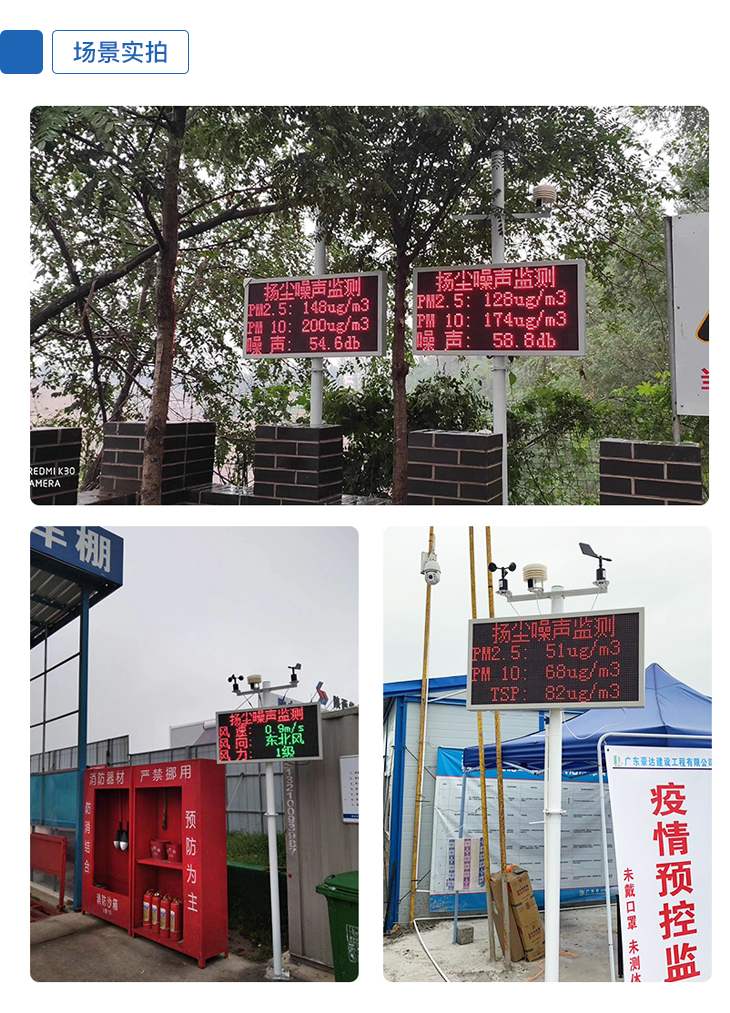 场景实拍
扬尘噪声监测
PM2.5: 148ug/m3
PM 10: 200ug/m3
噪 声: 54.6db
扬尘噪声监测
PM2.5: 128ug/m3
PM 10: 174ug/m3
噪 声: 58.8db
REDMI K30
AMERA
车棚
扬尘噪声监测
风 速: 0.9m/s
风 向: 东北风
风 力: 1级
消防器材
严禁挪用
防消结合
预防为主
消防沙箱
扬尘噪声监测
PM2.5: 51ug/m3
PM 10: 68ug/m3
TSP: 82ug/m3
广东豪达建设工程有限公司
疫情预控监
未戴口罩
未测体